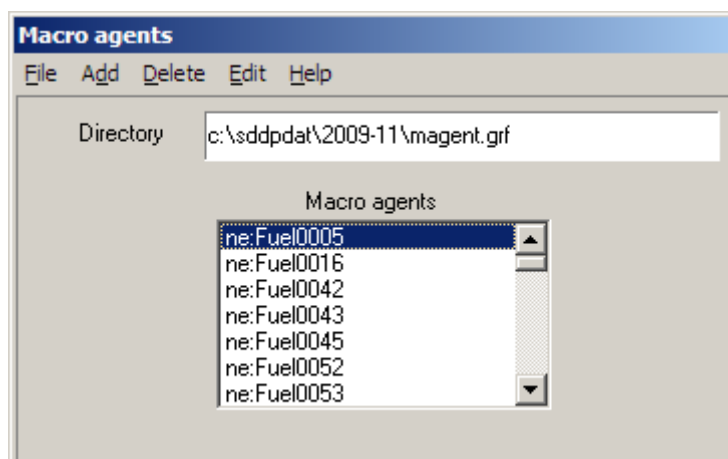 Macro agents
File Add Delete Edit Help
Directory c:\sddpdat\2009-11\magent.grf
Macro agents
ne:Fuel0005
ne:Fuel0016
ne:Fuel0042
ne:Fuel0043
ne:Fuel0045
ne:Fuel0052
ne:Fuel0053